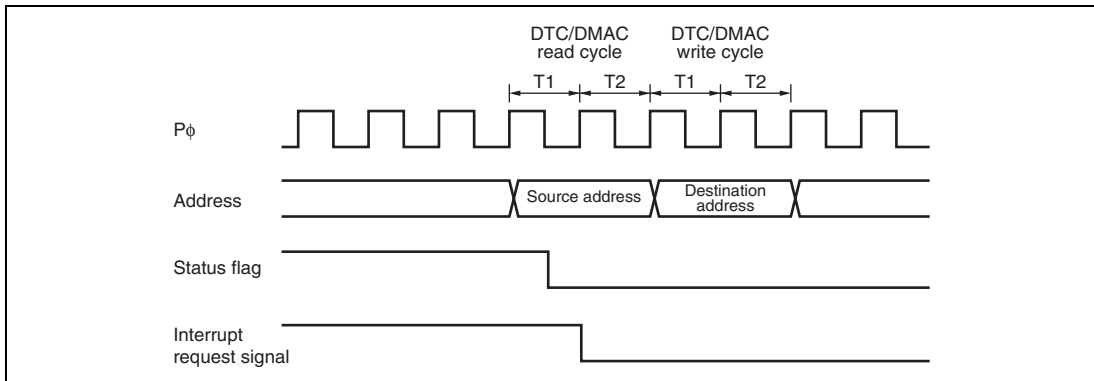 DTC/DMAC
read cycle
DTC/DMAC
write cycle
T1 T2 T1 T2
Pϕ
Address
Source address
Destination
address
Status flag
Interrupt
request signal